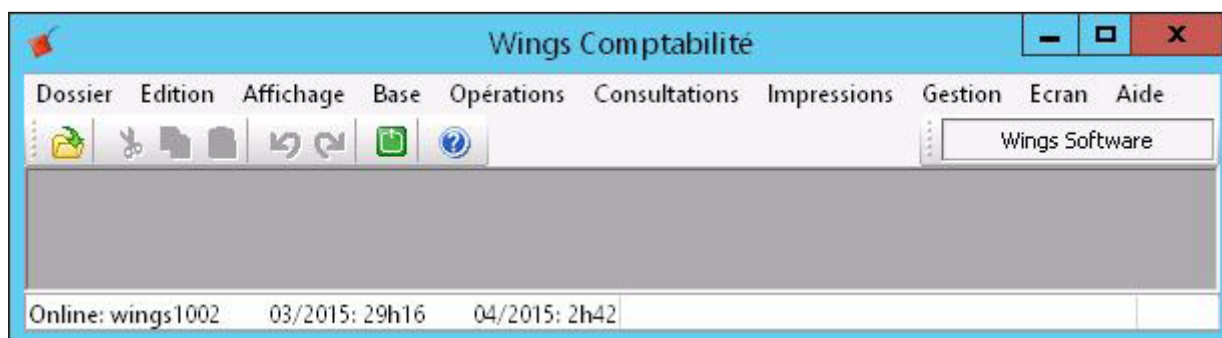 Wings Comptabilité
Dossier Edition Affichage Base Opérations Consultations Impressions Gestion Ecran Aide
Wings Software
Online: wings1002 03/2015: 29h16 04/2015: 2h42